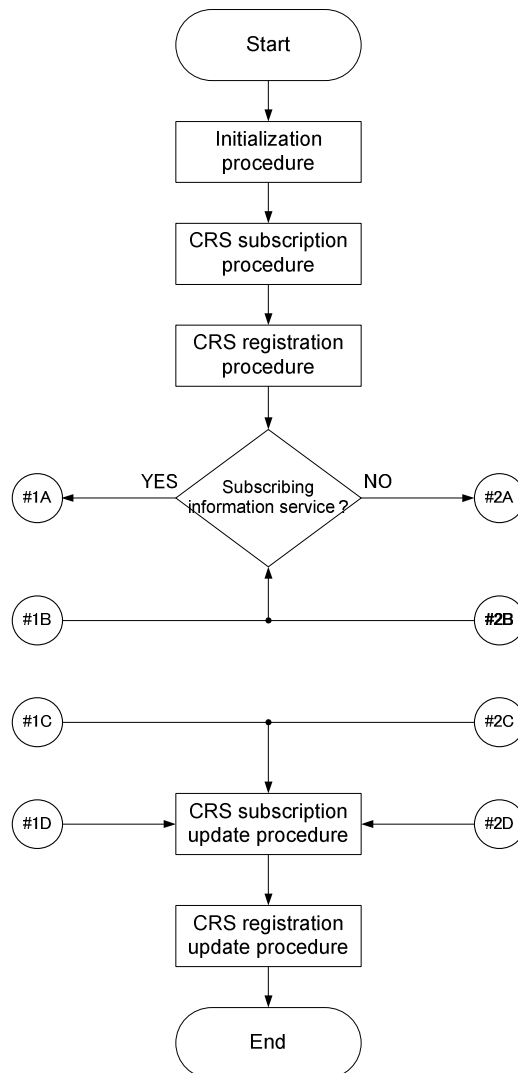 Start
Initialization
procedure
CRS subscription
procedure
CRS registration
procedure
YES
NO
#1A
Subscribing
information service ?
#2A
#1B
#2B
#1C
#2C
#1D
CRS subscription
update procedure
#2D
CRS registration
update procedure
End